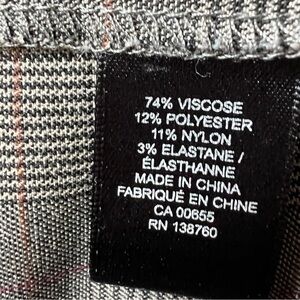 74% VISCOSE
12% POLYESTER
11% NYLON
3% ELASTANE /
ÉLASTHANNE
MADE IN CHINA
FABRIQUÉ EN CHINE
CA 00655
RN 138760